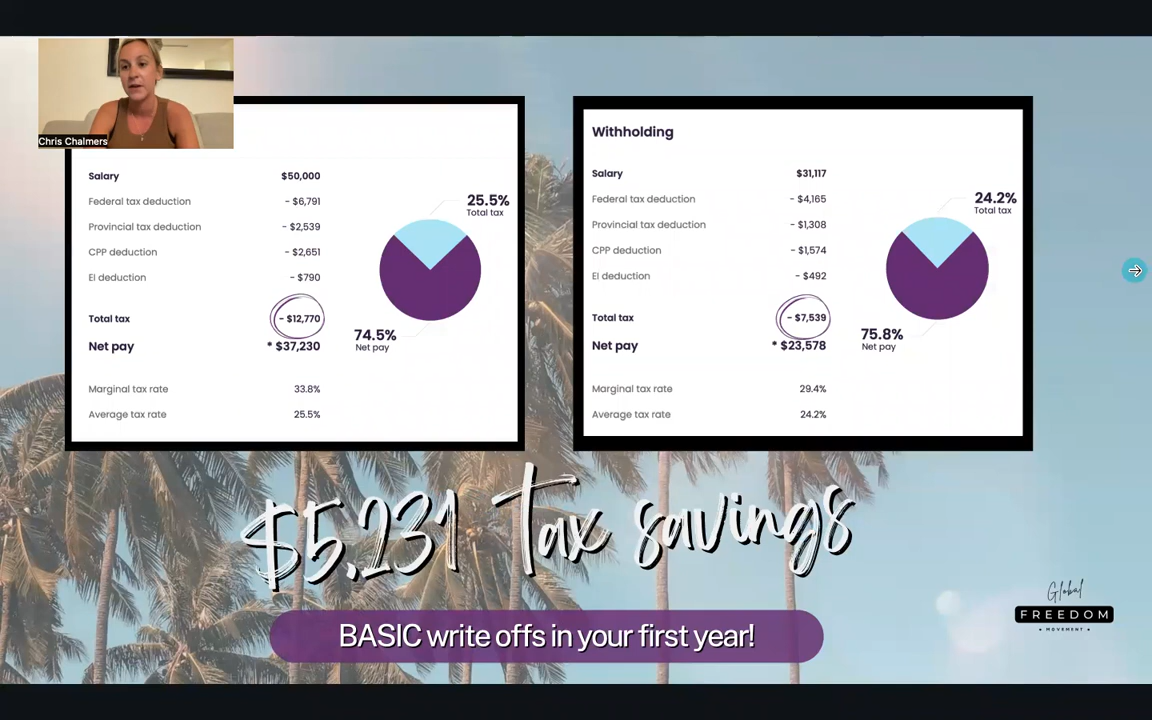 Chris Chalmers
Salary $50,000
Federal tax deduction - $6,791
Provincial tax deduction - $2,539
CPP deduction - $2,651
EI deduction - $790
Total tax - $12,770
Net pay * $37,230
Marginal tax rate 33.8%
Average tax rate 25.5%
25.5%
Total tax
74.5%
Net pay
Withholding
Salary $31,117
Federal tax deduction - $4,165
Provincial tax deduction - $1,308
CPP deduction - $1,574
EI deduction - $492
Total tax - $7,539
Net pay * $23,578
Marginal tax rate 29.4%
Average tax rate 24.2%
24.2%
Total tax
75.8%
Net pay
$5,231 Tax savings
BASIC write offs in your first year!
Global
FREEDOM
• MOVEMENT •